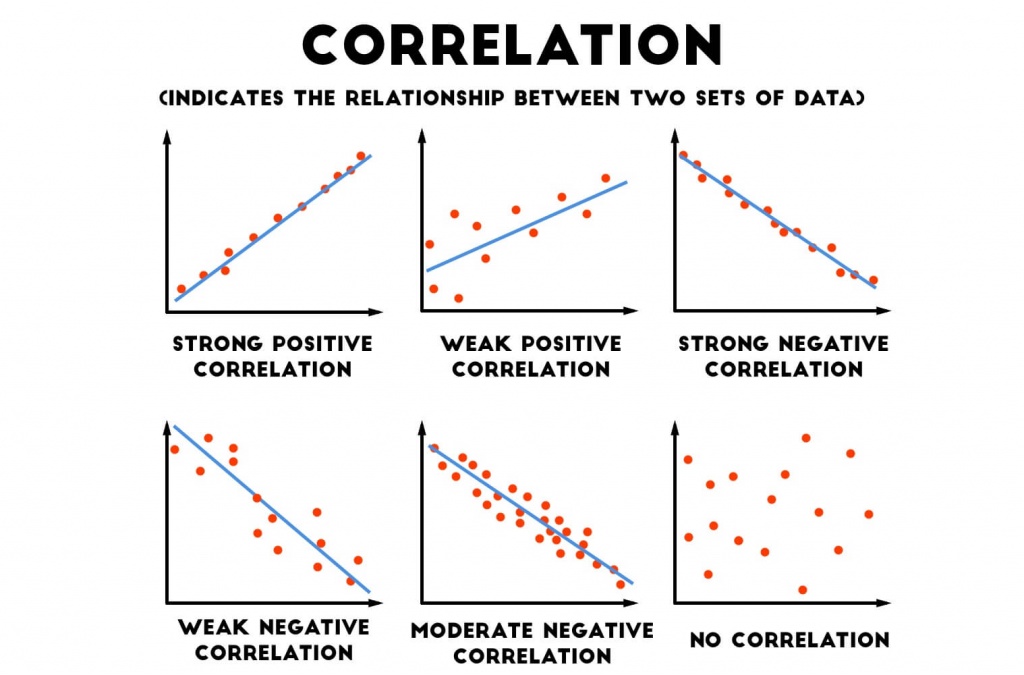 CORRELATION
(INDICATES THE RELATIONSHIP BETWEEN TWO SETS OF DATA)
STRONG POSITIVE
CORRELATION
WEAK POSITIVE
CORRELATION
STRONG NEGATIVE
CORRELATION
WEAK NEGATIVE
CORRELATION
MODERATE NEGATIVE
CORRELATION
NO CORRELATION